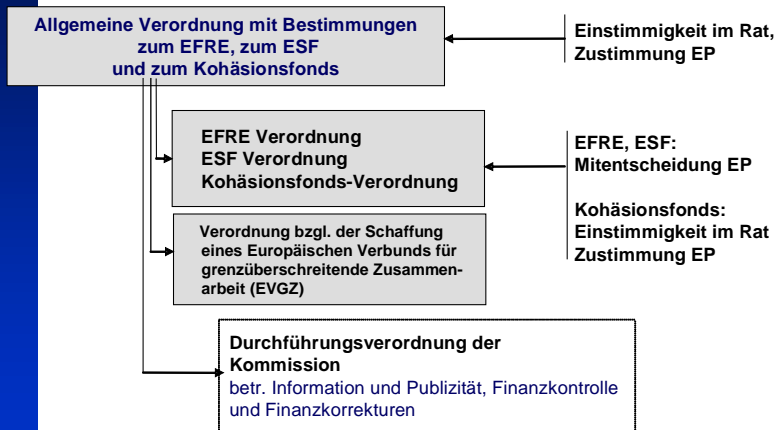 Allgemeine Verordnung mit Bestimmungen
zum EFRE, zum ESF
und zum Kohäsionsfonds
Einstimmigkeit im Rat,
Zustimmung EP
EFRE Verordnung
ESF Verordnung
Kohäsionsfonds-Verordnung
EFRE, ESF:
Mitentscheidung EP
Kohäsionsfonds:
Einstimmigkeit im Rat
Zustimmung EP
Verordnung bzgl. der Schaffung
eines Europäischen Verbunds für
grenzüberschreitende Zusammen-
arbeit (EVGZ)
Durchführungsverordnung der
Kommission
betr. Information und Publizität, Finanzkontrolle
und Finanzkorrekturen